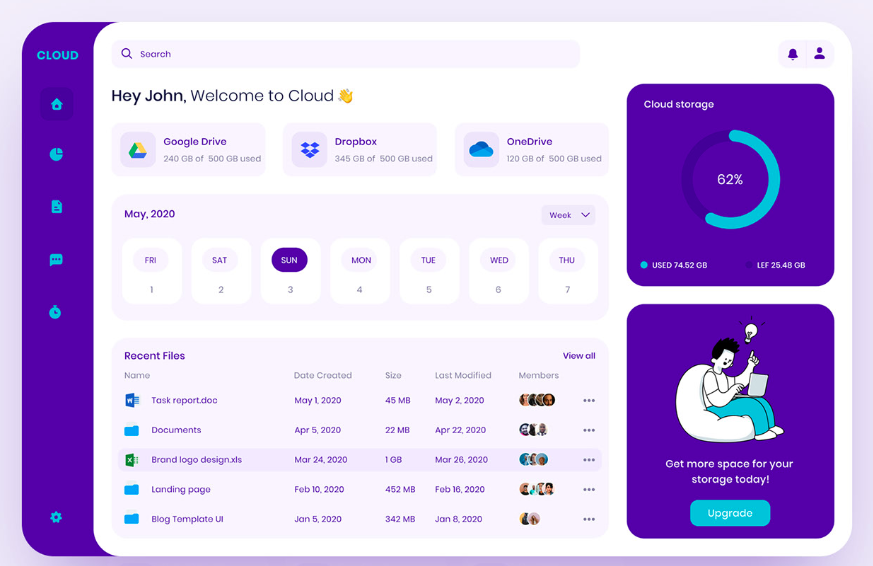 CLOUD
Search
Hey John, Welcome to Cloud 👋
Google Drive
240 GB of 500 GB used
Dropbox
345 GB of 500 GB used
OneDrive
120 GB of 500 GB used
May, 2020
Week
FRI SAT SUN MON TUE WED THU
1 2 3 4 5 6 7
Recent Files View all
Name Date Created Size Last Modified Members
Task report.doc May 1, 2020 45 MB May 2, 2020
Documents Apr 5, 2020 22 MB Apr 22, 2020
Brand logo design.xls Mar 24, 2020 1 GB Mar 26, 2020
Landing page Feb 10, 2020 452 MB Feb 16, 2020
Blog Template UI Jan 5, 2020 342 MB Jan 8, 2020
Cloud storage
62%
USED 74.52 GB LEF 25.48 GB
Get more space for your
storage today!
Upgrade